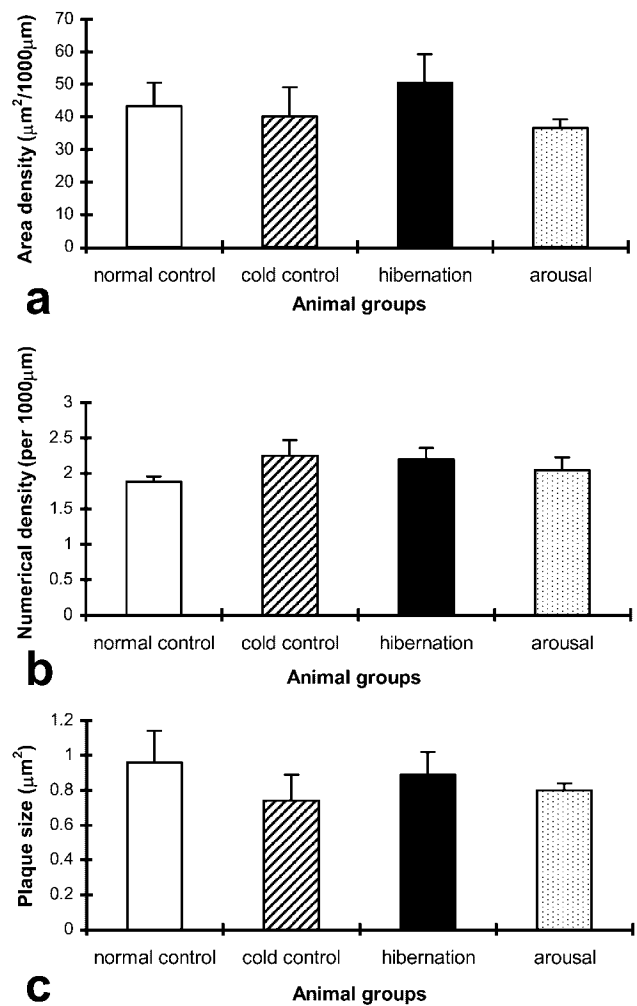 Area density (μm²/1000μm)
70
60
50
40
30
20
10
0
normal control cold control hibernation arousal
Animal groups
a
Numerical density (per 1000μm)
3
2.5
2
1.5
1
0.5
0
normal control cold control hibernation arousal
Animal groups
b
Plaque size (μm²)
1.2
1
0.8
0.6
0.4
0.2
0
normal control cold control hibernation arousal
Animal groups
c